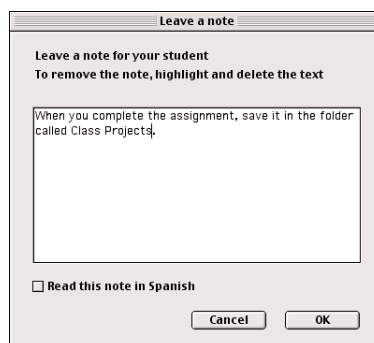 Leave a note
Leave a note for your student
To remove the note, highlight and delete the text
When you complete the assignment, save it in the folder
called Class Projects.
Read this note in Spanish
Cancel
OK